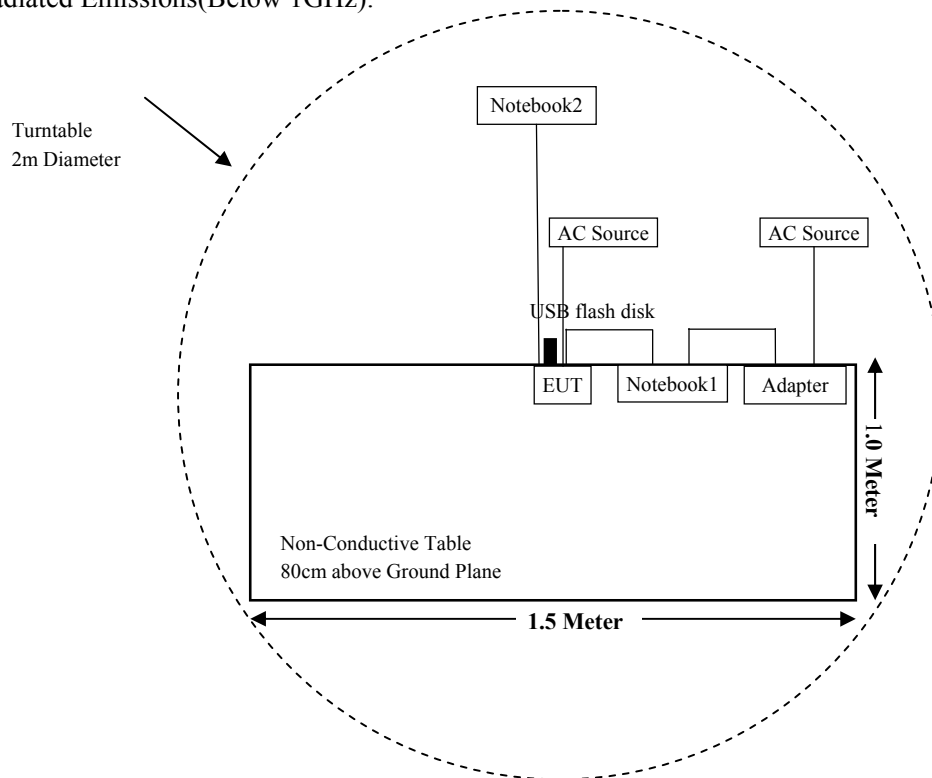 adiated Emissions(Below 1GHz):
Notebook2
Turntable
2m Diameter
AC Source
AC Source
USB flash disk
EUT
Notebook1
Adapter
1.0 Meter
Non-Conductive Table
80cm above Ground Plane
1.5 Meter